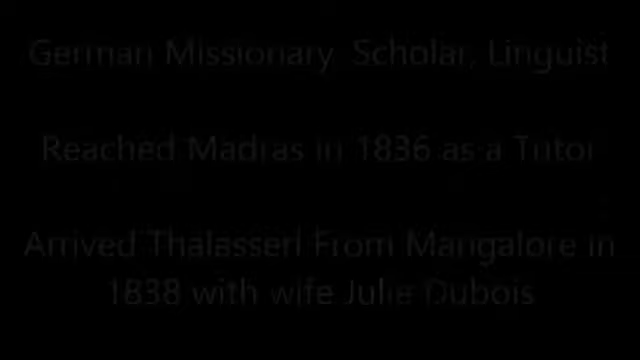 German Missionary Scholar, Linguist
Reached Madras in 1836 as a Tutor
Arrived Thalasseri From Mangalore in
1838 with wife Julie Dubois